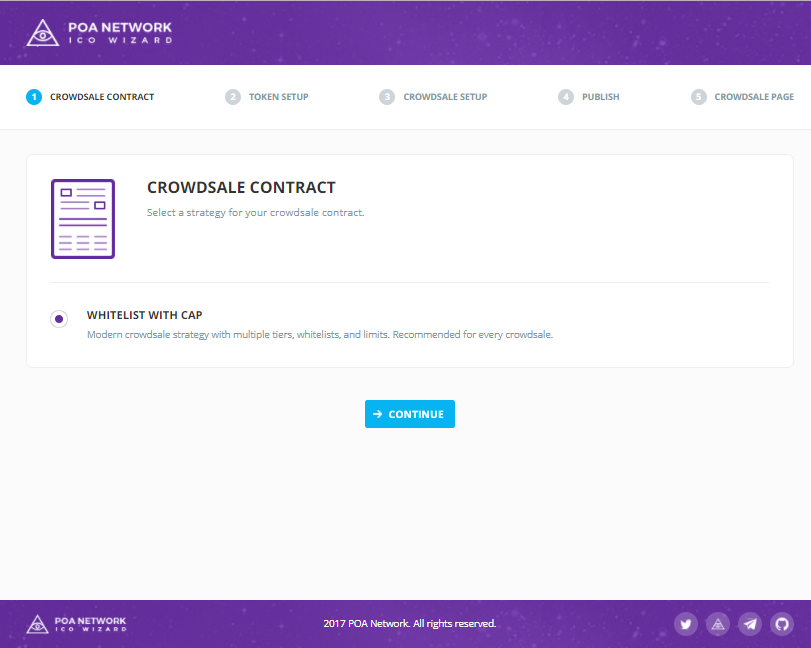 POA NETWORK
ICO WIZARD
1 CROWDSALE CONTRACT
2 TOKEN SETUP
3 CROWDSALE SETUP
4 PUBLISH
5 CROWDSALE PAGE
CROWDSALE CONTRACT
Select a strategy for your crowdsale contract.
WHITELIST WITH CAP
Modern crowdsale strategy with multiple tiers, whitelists, and limits. Recommended for every crowdsale.
CONTINUE
POA NETWORK
ICO WIZARD
2017 POA Network. All rights reserved.